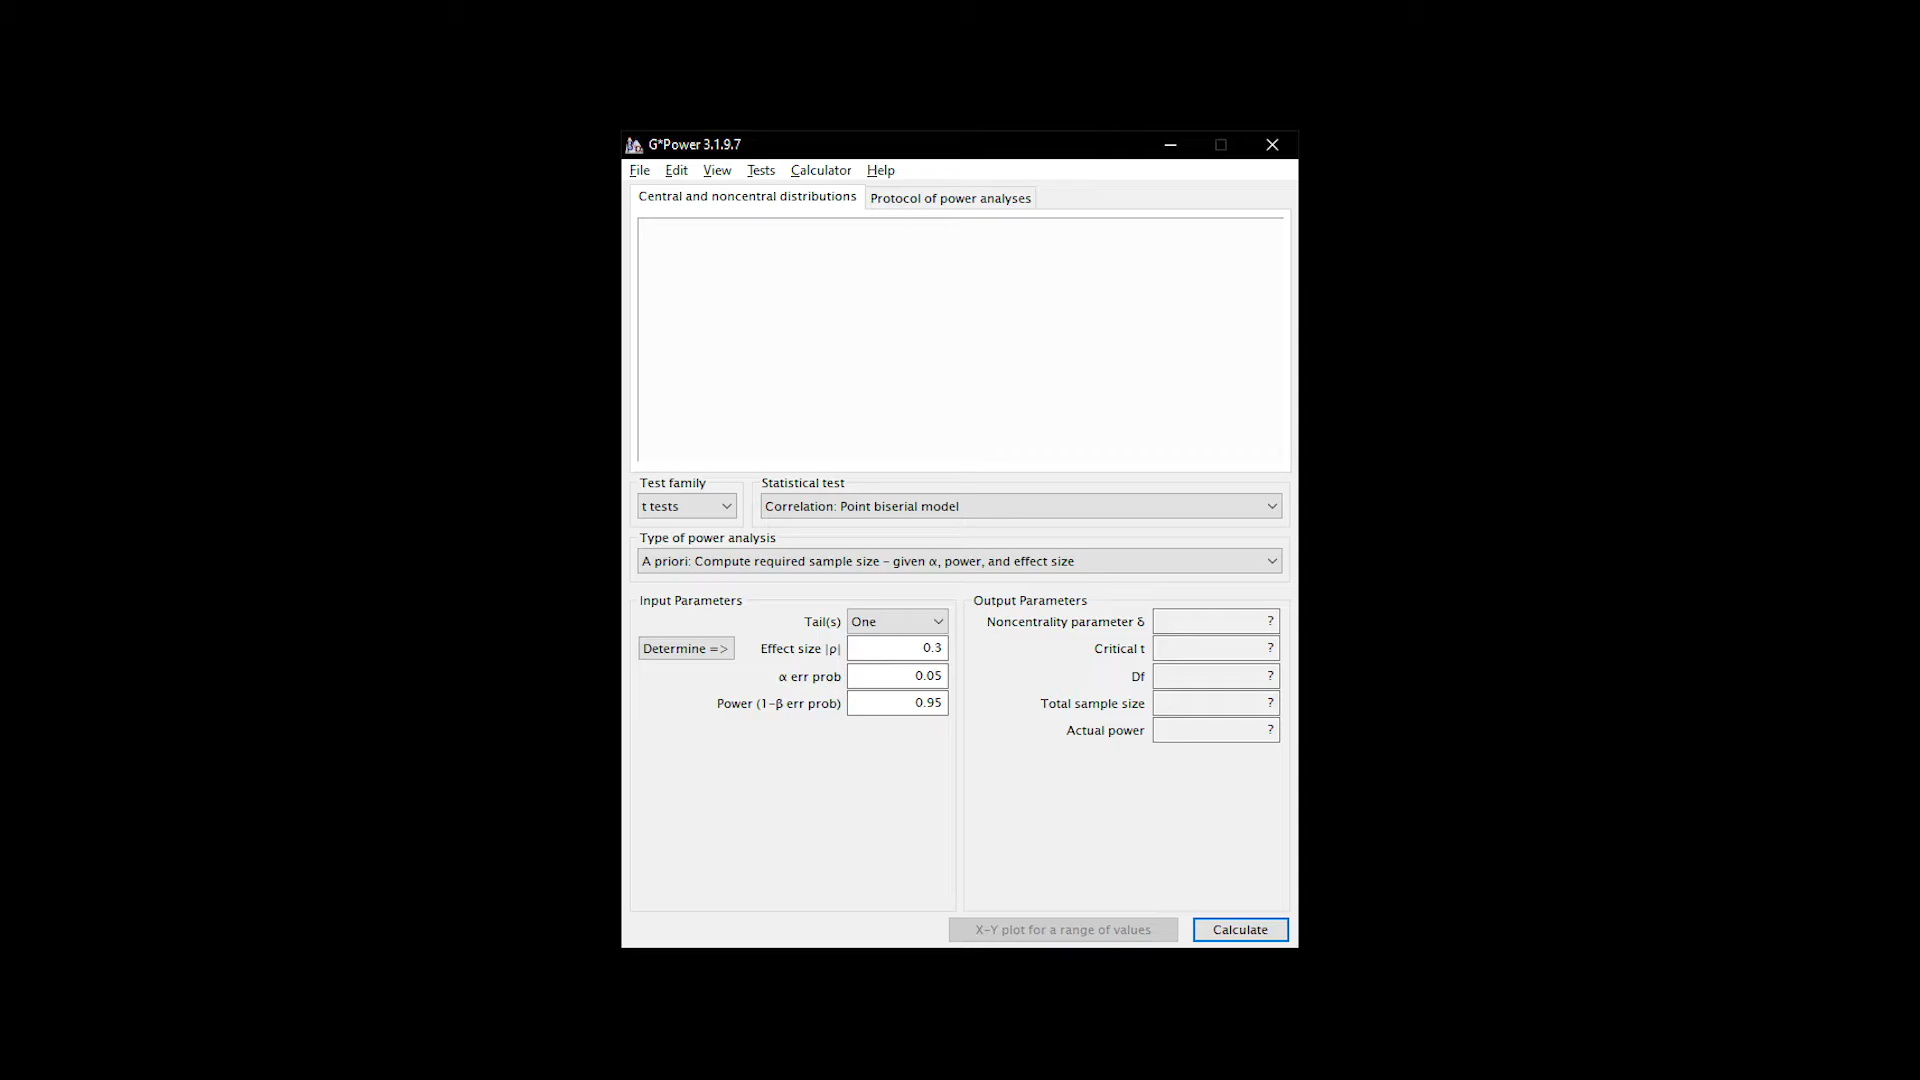 G*Power 3.1.9.7
File Edit View Tests Calculator Help
Central and noncentral distributions Protocol of power analyses
Test family Statistical test
t tests Correlation: Point biserial model
Type of power analysis
A priori: Compute required sample size - given α, power, and effect size
Input Parameters Output Parameters
Tail(s) One Noncentrality parameter δ ?
Determine => Effect size |ρ| 0.3 Critical t ?
α err prob 0.05 Df ?
Power (1-β err prob) 0.95 Total sample size ?
Actual power ?
X-Y plot for a range of values Calculate